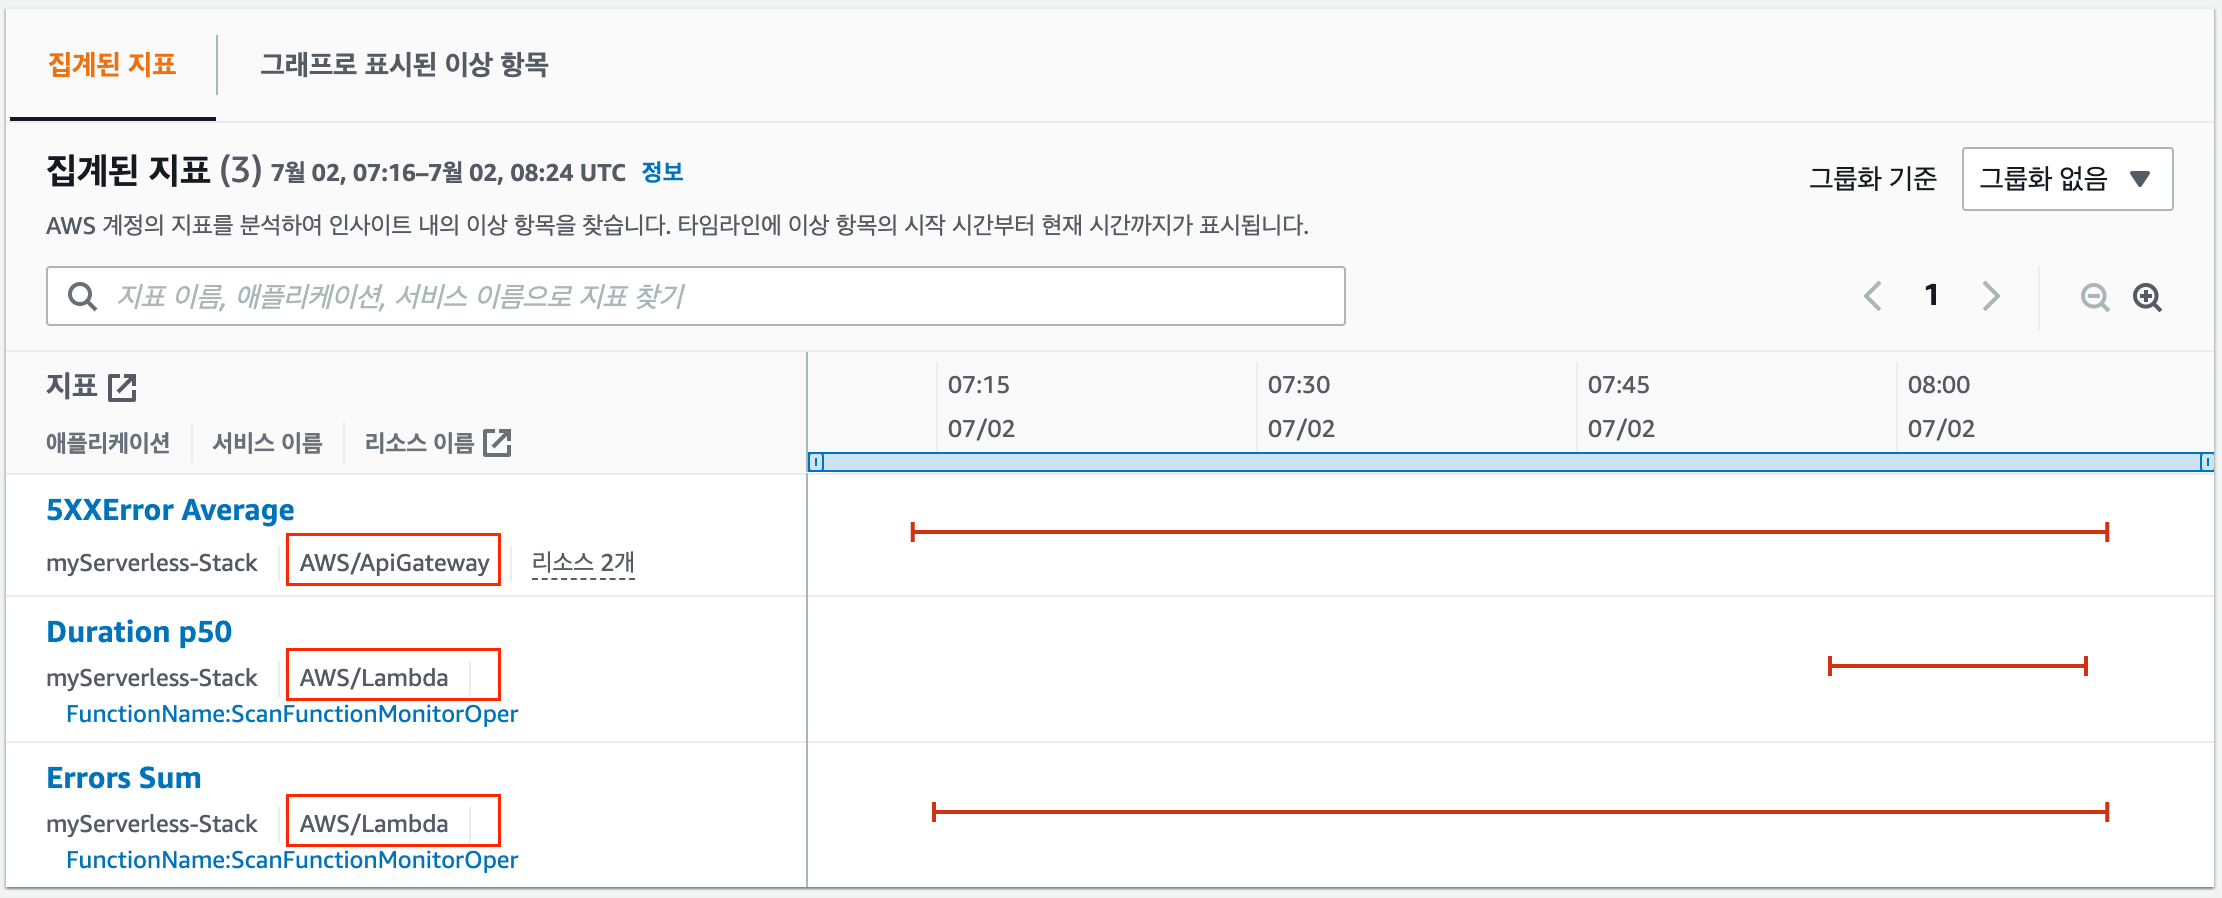 집계된 지표
그래프로 표시된 이상 항목
집계된 지표 (3) 7월 02, 07:16–7월 02, 08:24 UTC 정보
그룹화 기준
그룹화 없음
AWS 계정의 지표를 분석하여 인사이트 내의 이상 항목을 찾습니다. 타임라인에 이상 항목의 시작 시간부터 현재 시간까지가 표시됩니다.
지표 이름, 애플리케이션, 서비스 이름으로 지표 찾기
1
지표
애플리케이션 서비스 이름 리소스 이름
07:15 07:30 07:45 08:00
07/02 07/02 07/02 07/02
5XXError Average
myServerless-Stack AWS/ApiGateway 리소스 2개
Duration p50
myServerless-Stack AWS/Lambda
FunctionName:ScanFunctionMonitorOper
Errors Sum
myServerless-Stack AWS/Lambda
FunctionName:ScanFunctionMonitorOper